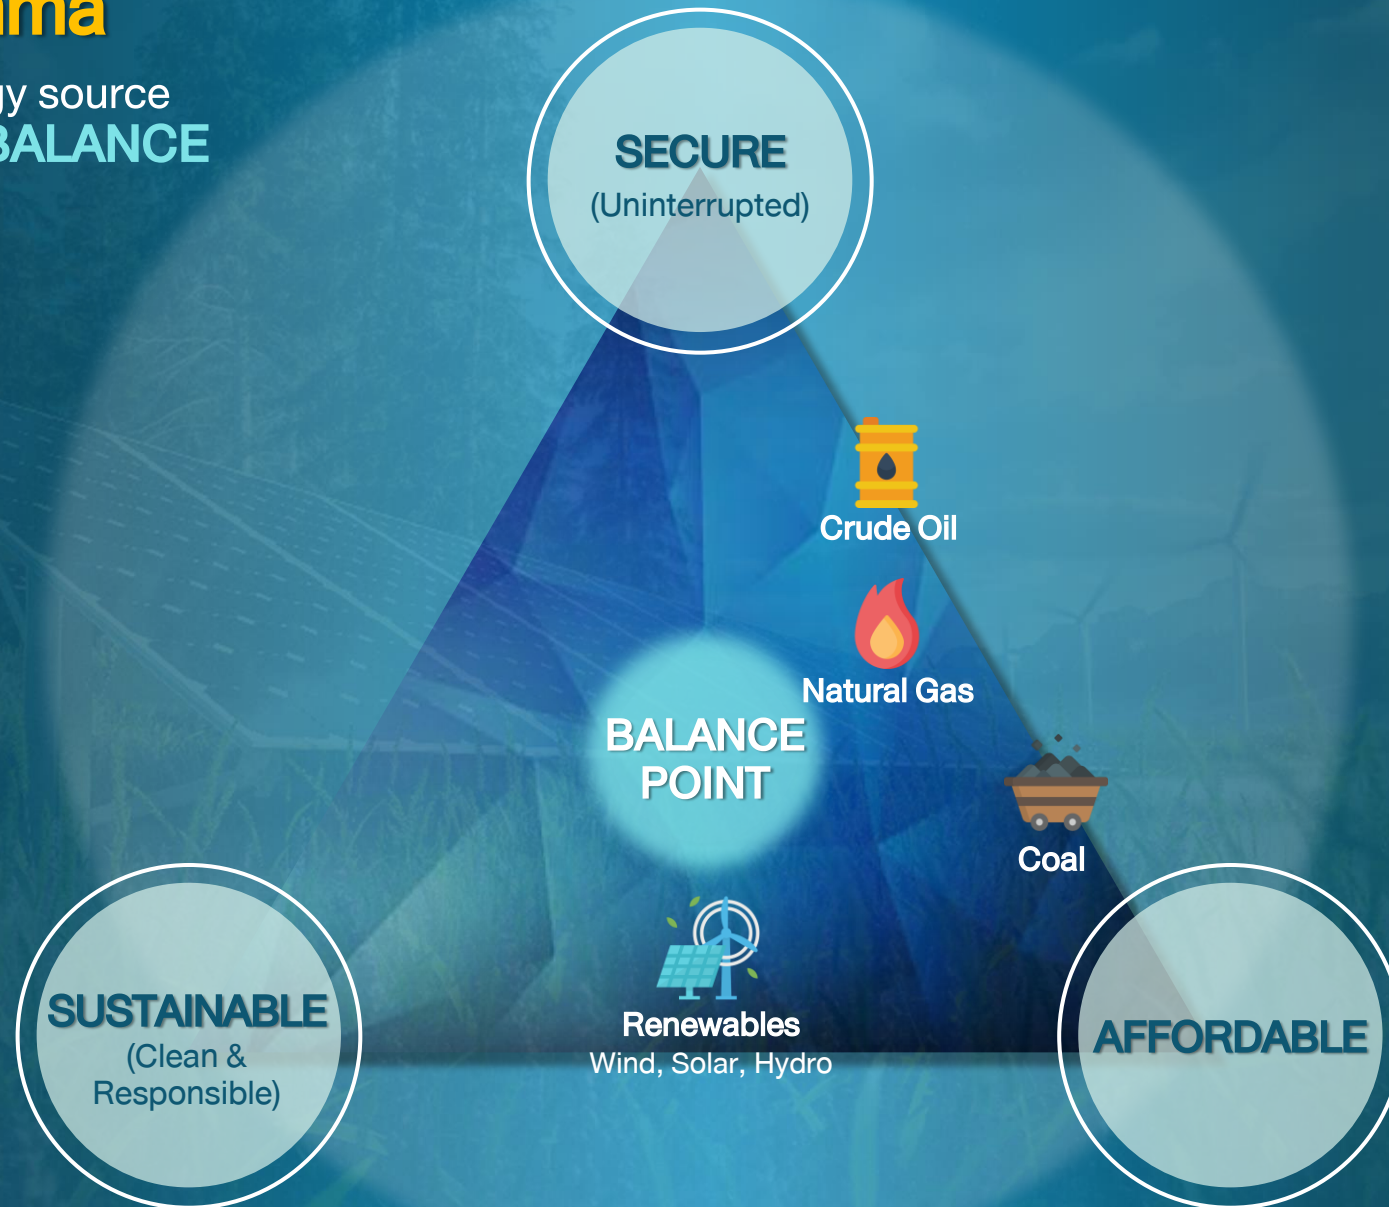 source
BALANCE
SECURE
(Uninterrupted)
Crude Oil
Natural Gas
BALANCE
POINT
Coal
Renewables
Wind, Solar, Hydro
SUSTAINABLE
(Clean &
Responsible)
AFFORDABLE